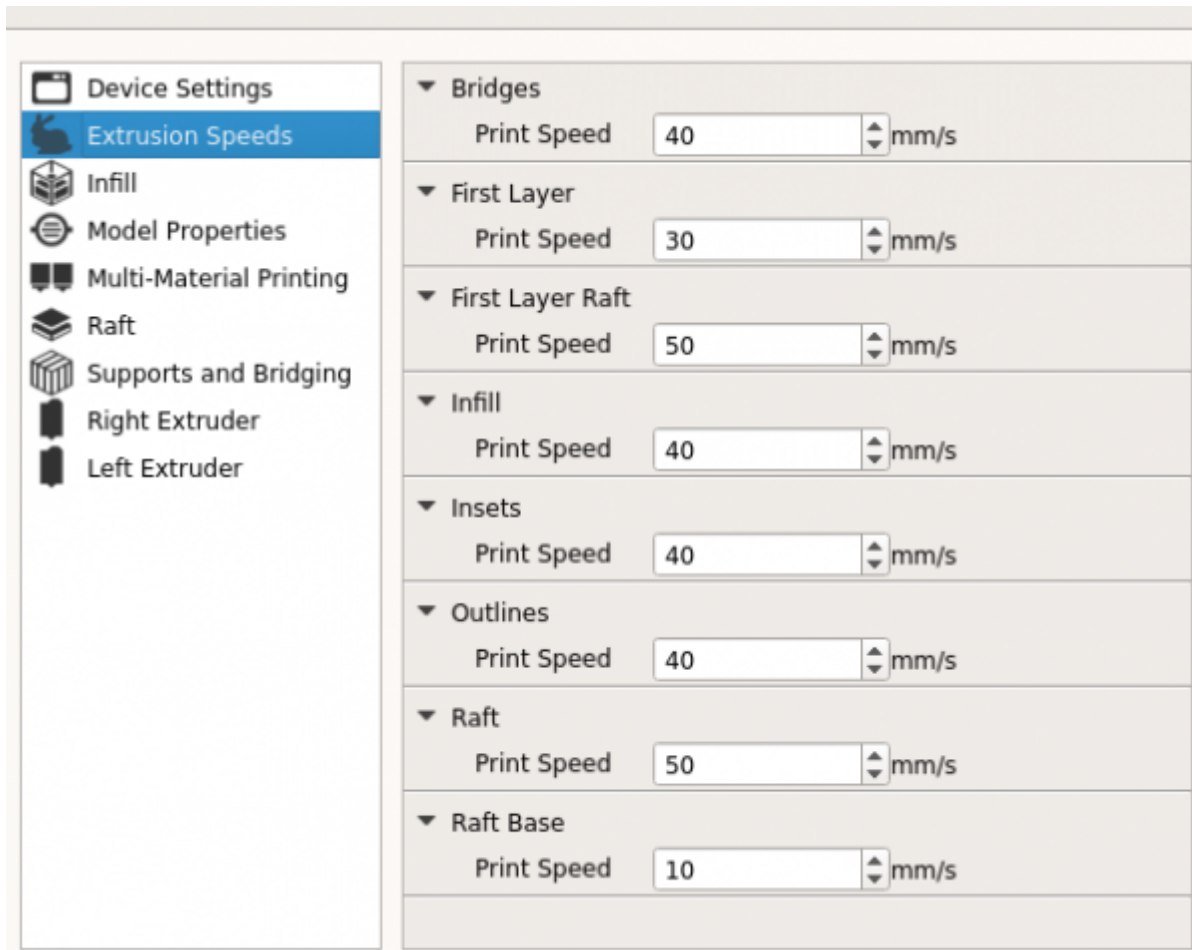 Device Settings
Extrusion Speeds
Infill
Model Properties
Multi-Material Printing
Raft
Supports and Bridging
Right Extruder
Left Extruder
Bridges
Print Speed 40 mm/s
First Layer
Print Speed 30 mm/s
First Layer Raft
Print Speed 50 mm/s
Infill
Print Speed 40 mm/s
Insets
Print Speed 40 mm/s
Outlines
Print Speed 40 mm/s
Raft
Print Speed 50 mm/s
Raft Base
Print Speed 10 mm/s